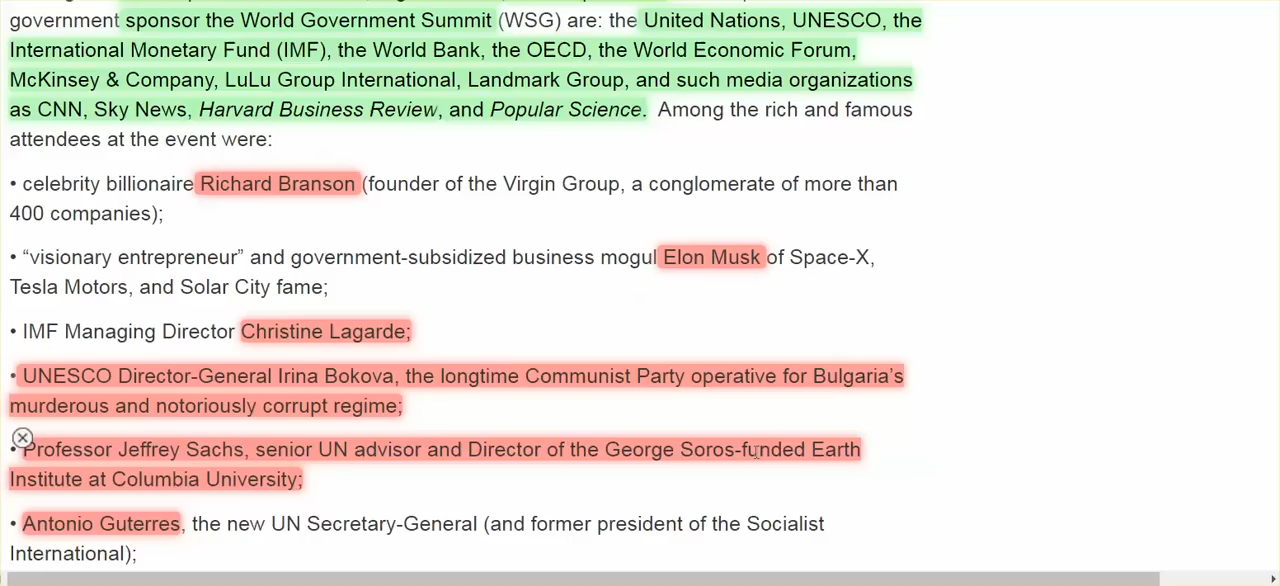 government sponsor the World Government Summit (WSG) are: the United Nations, UNESCO, the
International Monetary Fund (IMF), the World Bank, the OECD, the World Economic Forum,
McKinsey & Company, LuLu Group International, Landmark Group, and such media organizations
as CNN, Sky News, Harvard Business Review, and Popular Science. Among the rich and famous
attendees at the event were:
• celebrity billionaire Richard Branson (founder of the Virgin Group, a conglomerate of more than
400 companies);
• “visionary entrepreneur” and government-subsidized business mogul Elon Musk of Space-X,
Tesla Motors, and Solar City fame;
• IMF Managing Director Christine Lagarde;
• UNESCO Director-General Irina Bokova, the longtime Communist Party operative for Bulgaria’s
murderous and notoriously corrupt regime;
• Professor Jeffrey Sachs, senior UN advisor and Director of the George Soros-funded Earth
Institute at Columbia University;
• Antonio Guterres, the new UN Secretary-General (and former president of the Socialist
International);